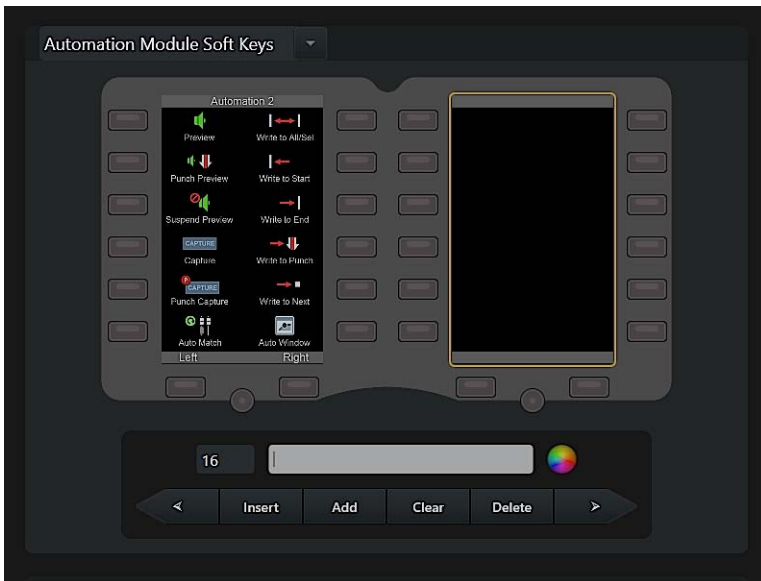 Automation Module Soft Keys
Automation 2
Preview Write to All/Sel
Punch Preview Write to Start
Suspend Preview Write to End
CAPTURE
Capture Write to Punch
P
CAPTURE
Punch Capture Write to Next
Auto Match Auto Window
Left Right
16
Insert Add Clear Delete